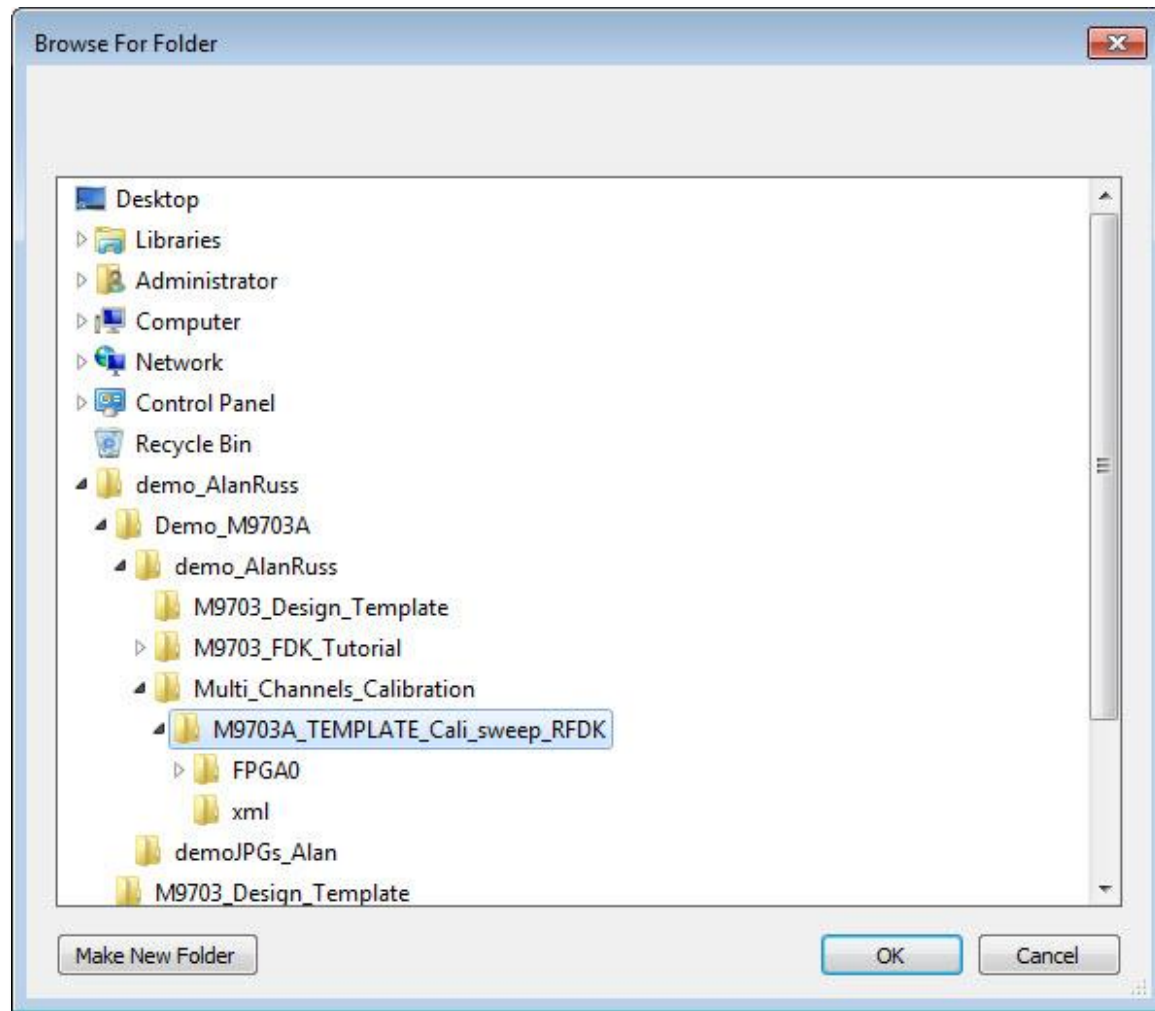 Browse For Folder
Desktop
Libraries
Administrator
Computer
Network
Control Panel
Recycle Bin
demo_AlanRuss
Demo_M9703A
demo_AlanRuss
M9703_Design_Template
M9703_FDK_Tutorial
Multi_Channels_Calibration
M9703A_TEMPLATE_Cali_sweep_RFDK
FPGA0
xml
demoJPGs_Alan
M9703_Design_Template
Make New Folder
OK
Cancel